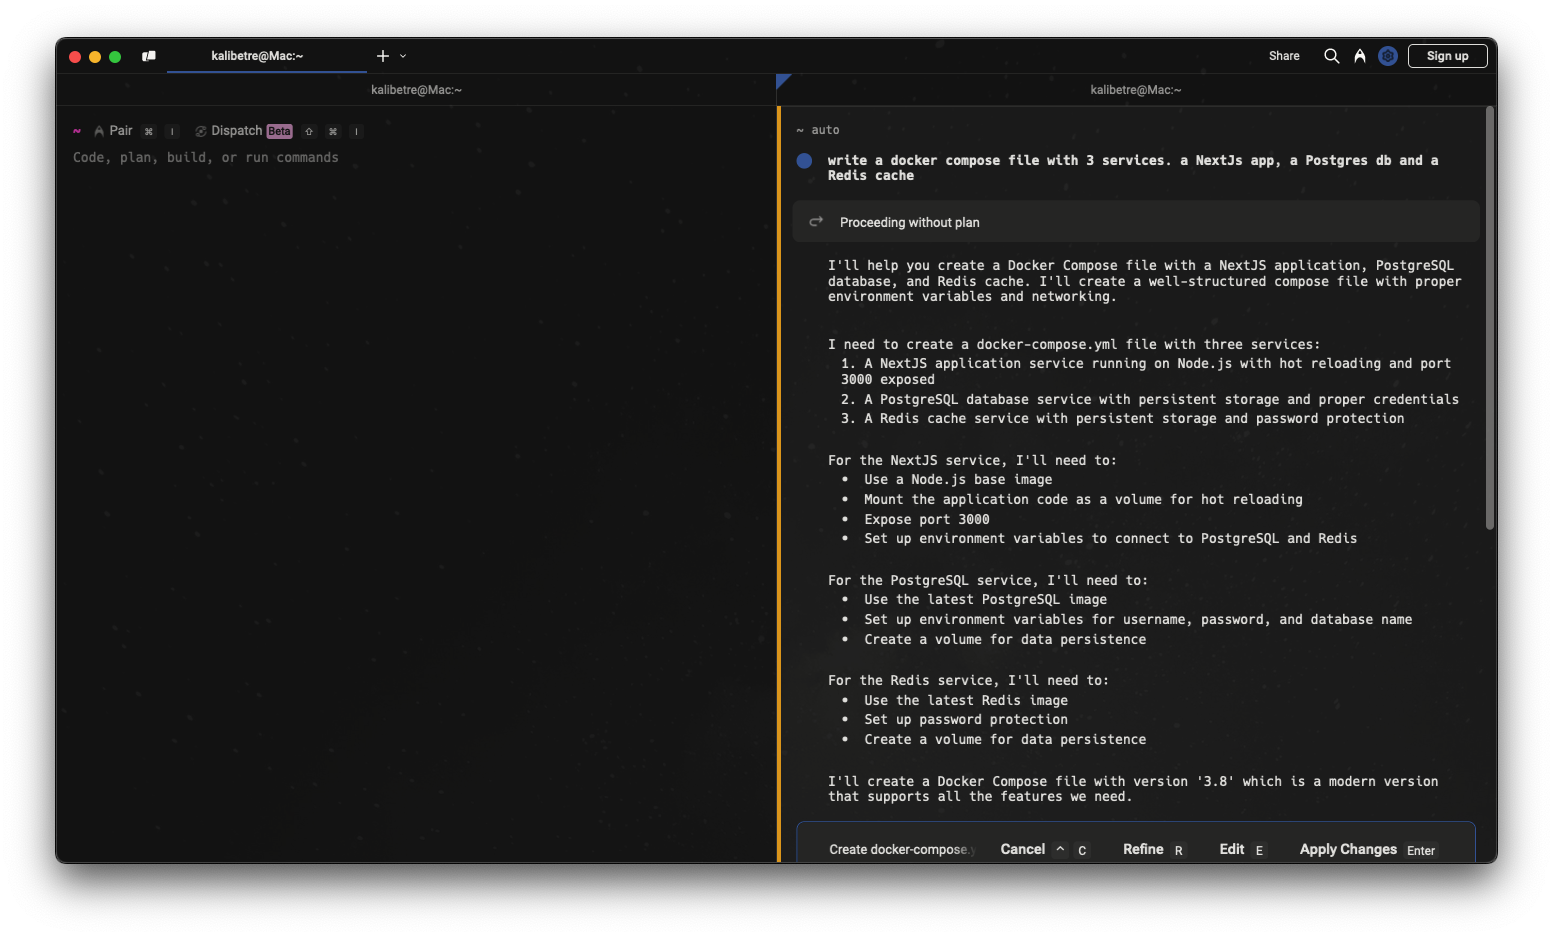 kalibetre@Mac:~
Share
Sign up
kalibetre@Mac:~
kalibetre@Mac:~
~ Pair ⌘ I Dispatch Beta ⇧ ⌘ I
Code, plan, build, or run commands
~ auto
write a docker compose file with 3 services. a NextJs app, a Postgres db and a
Redis cache
Proceeding without plan
I'll help you create a Docker Compose file with a NextJS application, PostgreSQL
database, and Redis cache. I'll create a well-structured compose file with proper
environment variables and networking.
I need to create a docker-compose.yml file with three services:
1. A NextJS application service running on Node.js with hot reloading and port
3000 exposed
2. A PostgreSQL database service with persistent storage and proper credentials
3. A Redis cache service with persistent storage and password protection
For the NextJS service, I'll need to:
• Use a Node.js base image
• Mount the application code as a volume for hot reloading
• Expose port 3000
• Set up environment variables to connect to PostgreSQL and Redis
For the PostgreSQL service, I'll need to:
• Use the latest PostgreSQL image
• Set up environment variables for username, password, and database name
• Create a volume for data persistence
For the Redis service, I'll need to:
• Use the latest Redis image
• Set up password protection
• Create a volume for data persistence
I'll create a Docker Compose file with version '3.8' which is a modern version
that supports all the features we need.
Create docker-compose.y Cancel ^ C Refine R Edit E Apply Changes Enter